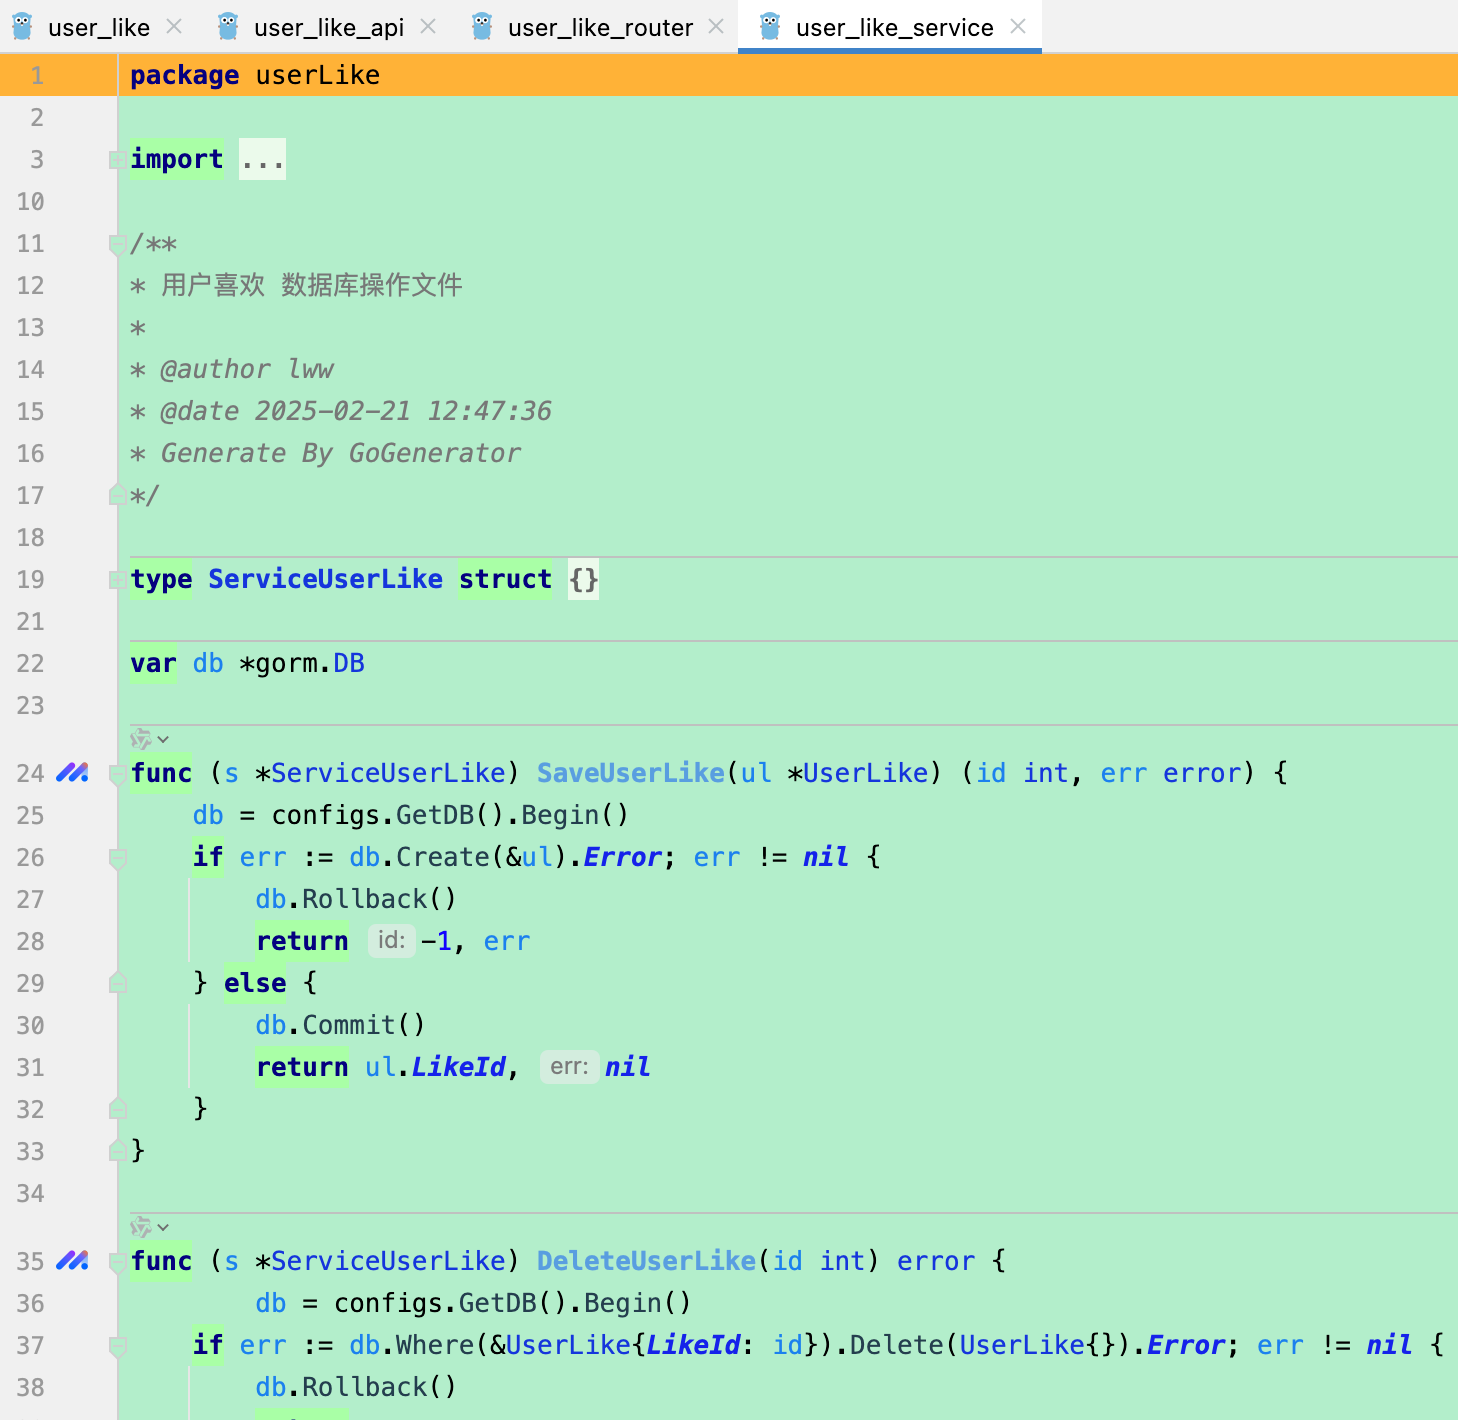 user_like user_like_api user_like_router user_like_service
1 package userLike
2
3 import ...
10
11 /**
12 * 用户喜欢 数据库操作文件
13 *
14 * @author lww
15 * @date 2025-02-21 12:47:36
16 * Generate By GoGenerator
17 */
18
19 type ServiceUserLike struct {}
21
22 var db *gorm.DB
23
24 func (s *ServiceUserLike) SaveUserLike(ul *UserLike) (id int, err error) {
25 db = configs.GetDB().Begin()
26 if err := db.Create(&ul).Error; err != nil {
27 db.Rollback()
28 return id: -1, err
29 } else {
30 db.Commit()
31 return ul.LikeId, err: nil
32 }
33 }
34
35 func (s *ServiceUserLike) DeleteUserLike(id int) error {
36 db = configs.GetDB().Begin()
37 if err := db.Where(&UserLike{LikeId: id}).Delete(UserLike{}).Error; err != nil {
38 db.Rollback()